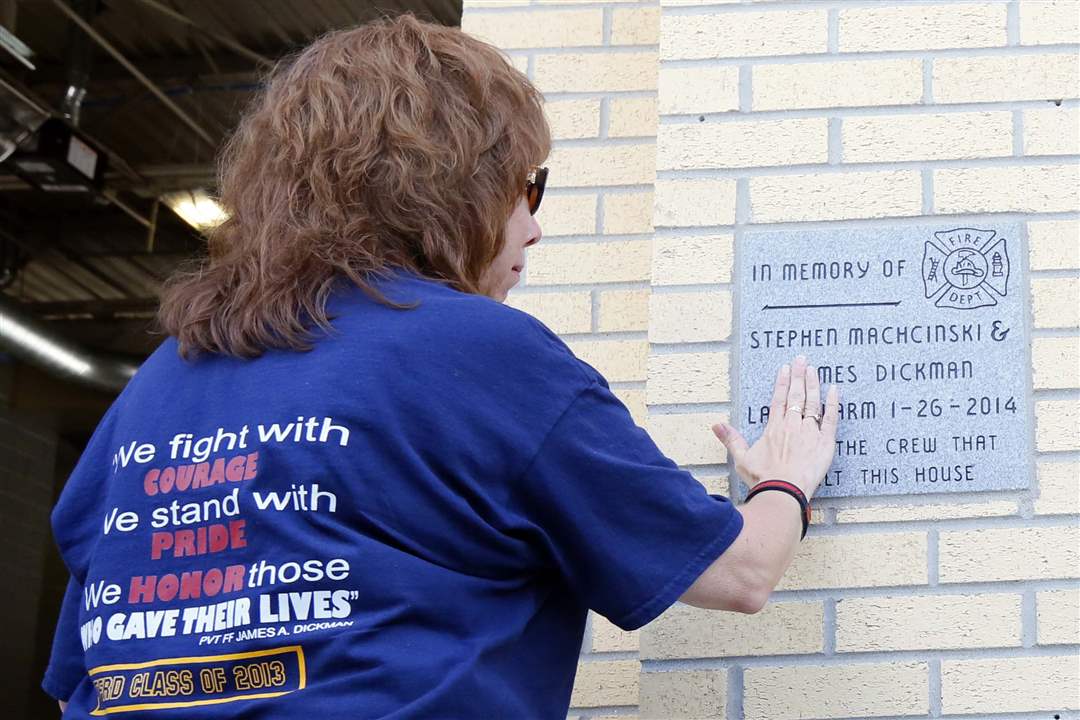 "We fight with
COURAGE
We stand with
PRIDE
We HONOR those
WHO GAVE THEIR LIVES"
PVT FF JAMES A. DICKMAN
CLASS OF 2013
IN MEMORY OF
FIRE
DEPT
STEPHEN MACHCINSKI &
MES DICKMAN
LA ARM 1-26-2014
THE CREW THAT
LT THIS HOUSE